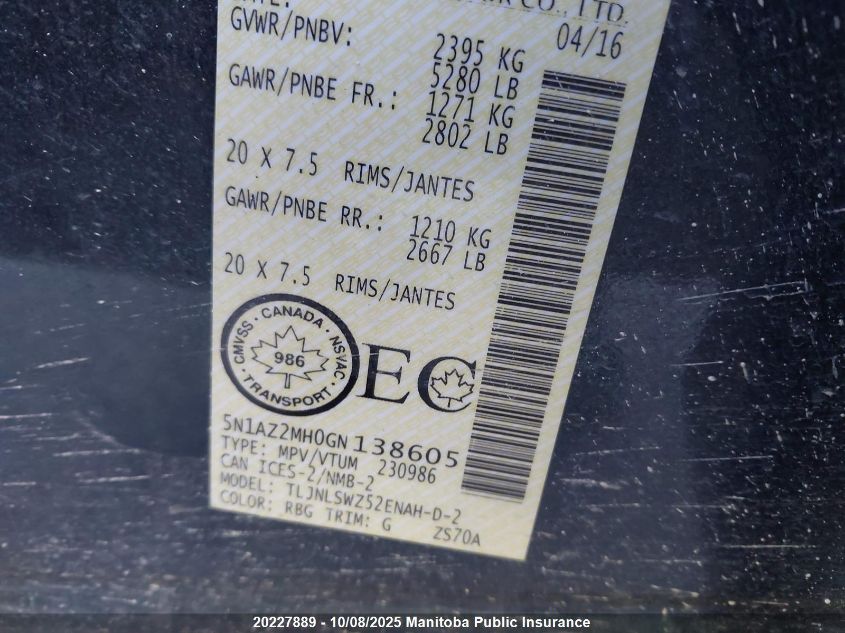 CO., LTD.
04/16
GVWR/PNBV: 2395 KG
5280 LB
GAWR/PNBE FR.: 1271 KG
2802 LB
20 X 7.5 RIMS/JANTES
GAWR/PNBE RR.: 1210 KG
2667 LB
20 X 7.5 RIMS/JANTES
CMVSS · CANADA · NSVAC · TRANSPORT ·
986
EC
5N1AZ2MH0GN138605
TYPE: MPV/VTUM 230986
CAN ICES-2/NMB-2
MODEL: TLJNLSWZ52ENAH-D-2
COLOR: RBG TRIM: G ZS70A
20227889 - 10/08/2025 Manitoba Public Insurance